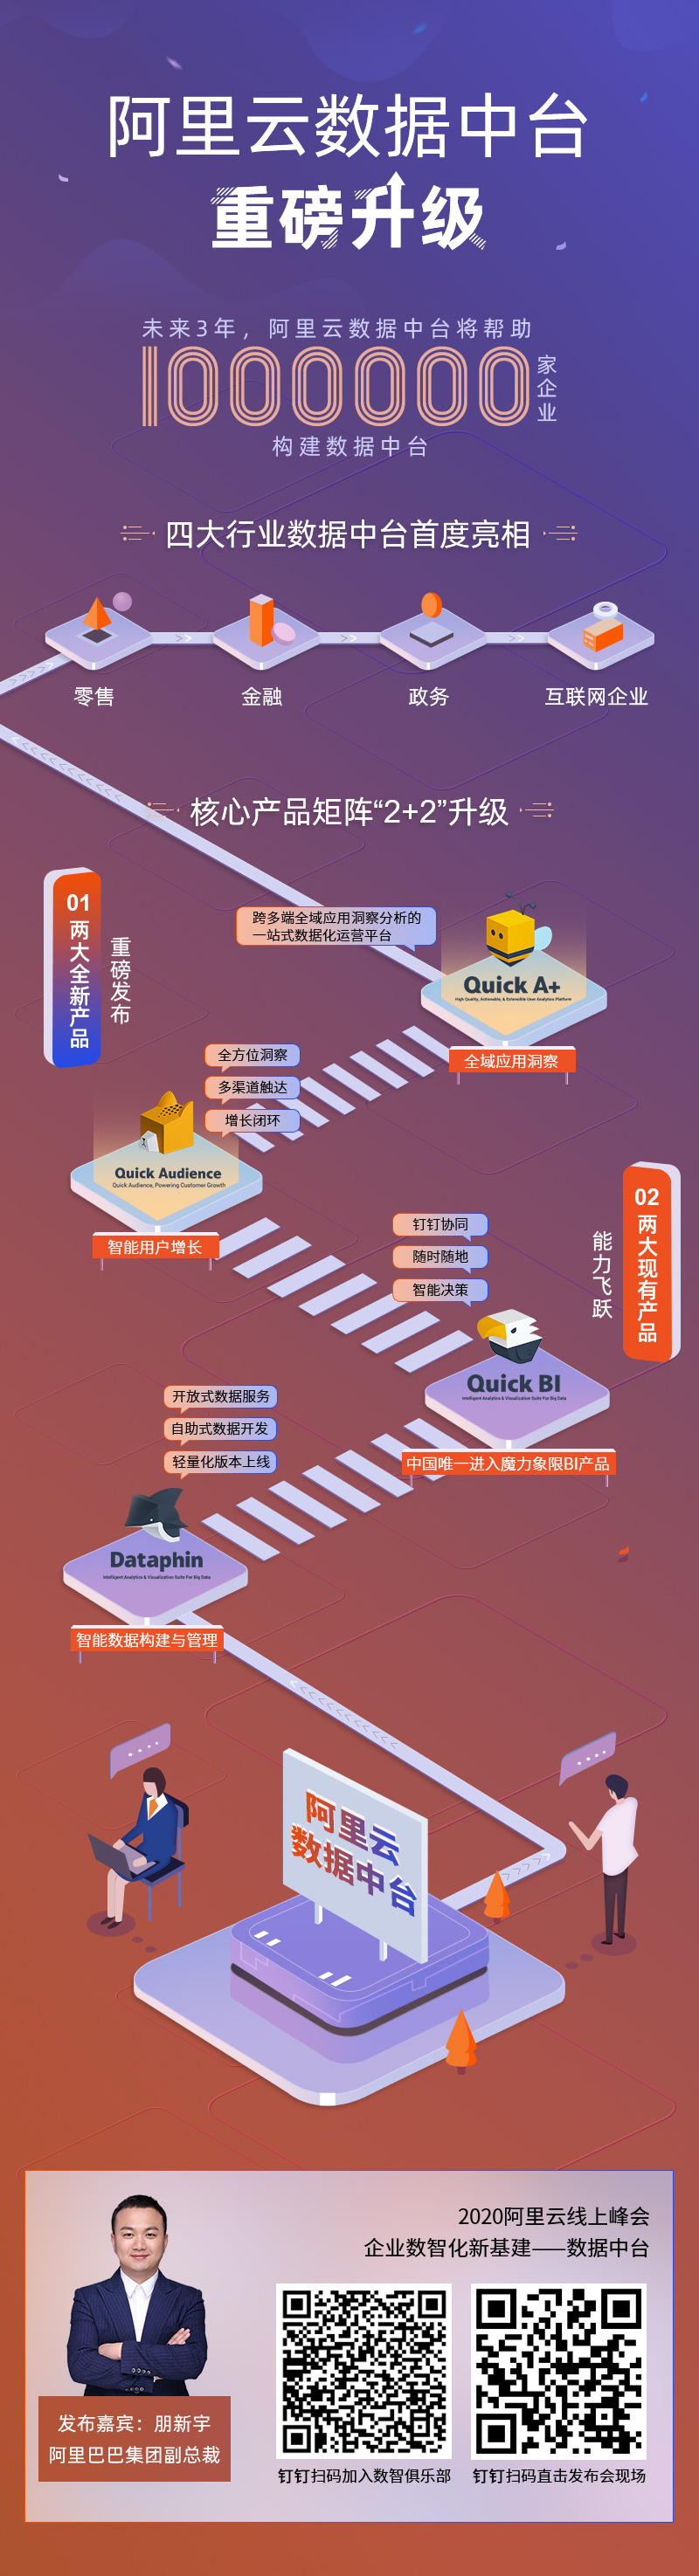 阿里云数据中台
重磅升级
未来3年，阿里云数据中台将帮助
1000000
家企业
构建数据中台
四大行业数据中台首度亮相
零售
金融
政务
互联网企业
核心产品矩阵“2+2”升级
01
两大全新产品
重磅发布
跨多端全域应用洞察分析的
一站式数据化运营平台
Quick A+
High Quality, Actionable, & Extensible User Analytics Platform
全域应用洞察
全方位洞察
多渠道触达
增长闭环
Quick Audience
Quick Audience, Powering Customer Growth
智能用户增长
02
两大现有产品
能力飞跃
钉钉协同
随时随地
智能决策
Quick BI
Intelligent Analytics & Visualization Suite For Big Data
中国唯一进入魔力象限BI产品
开放式数据服务
自助式数据开发
轻量化版本上线
Dataphin
Intelligent Analytics & Visualization Suite For Big Data
智能数据构建与管理
阿里云
数据中台
2020阿里云线上峰会
企业数智化新基建——数据中台
发布嘉宾：朋新宇
阿里巴巴集团副总裁
钉钉扫码加入数智俱乐部
钉钉扫码直击发布会现场